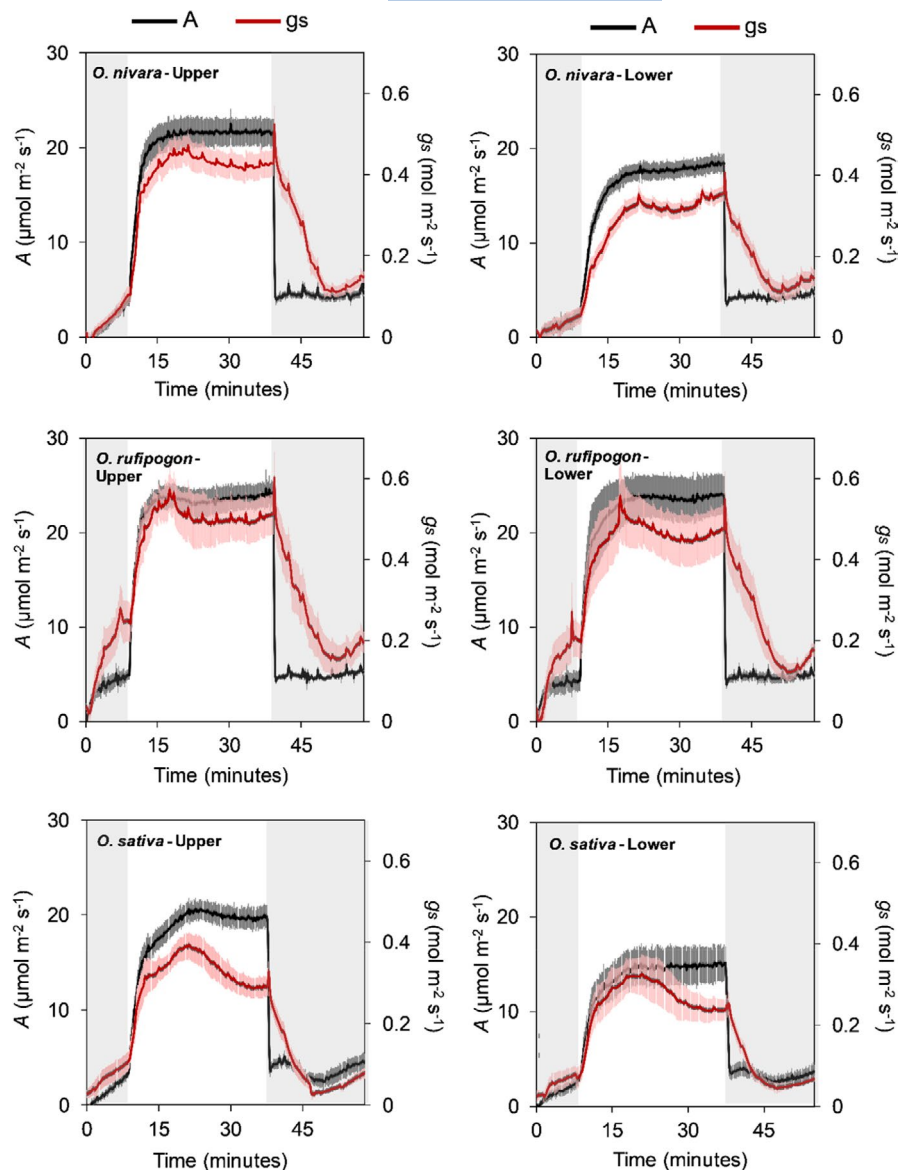 A gs
A gs
O. nivara - Upper
30
20
10
0
A (µmol m⁻² s⁻¹)
0.6
0.4
0.2
0
gs (mol m⁻² s⁻¹)
0 15 30 45
Time (minutes)
O. nivara - Lower
30
20
10
0
A (µmol m⁻² s⁻¹)
0.6
0.4
0.2
0
gs (mol m⁻² s⁻¹)
0 15 30 45
Time (minutes)
O. rufipogon-
Upper
30
20
10
0
A (µmol m⁻² s⁻¹)
0.6
0.4
0.2
0
gs (mol m⁻² s⁻¹)
0 15 30 45
Time (minutes)
O. rufipogon-
Lower
30
20
10
0
A (µmol m⁻² s⁻¹)
0.6
0.4
0.2
0
gs (mol m⁻² s⁻¹)
0 15 30 45
Time (minutes)
O. sativa - Upper
30
20
10
0
A (µmol m⁻² s⁻¹)
0.6
0.4
0.2
0
gs (mol m⁻² s⁻¹)
0 15 30 45
Time (minutes)
O. sativa - Lower
30
20
10
0
A (µmol m⁻² s⁻¹)
0.6
0.4
0.2
0
gs (mol m⁻² s⁻¹)
0 15 30 45
Time (minutes)